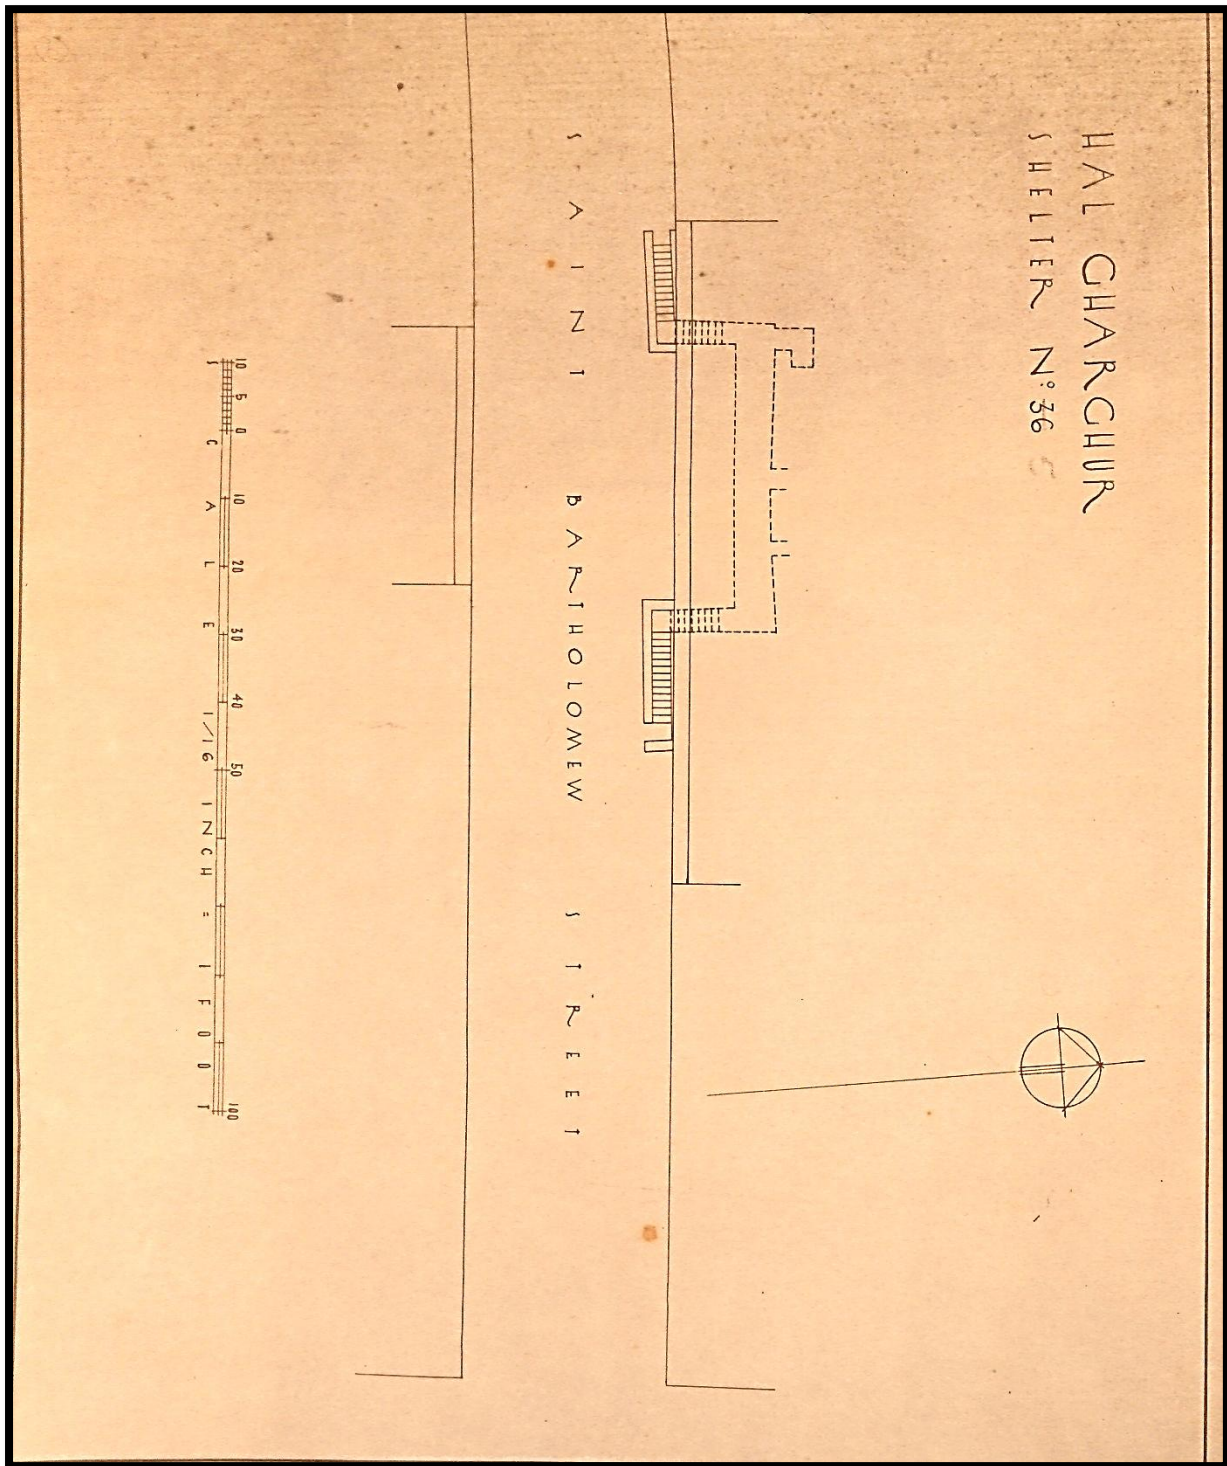 HAL GHARGHUR
SHELTER Nº 36
SAINT BARTHOLOMEW STREET
10 5 0 10 20 30 40 50 100
SCALE 1/16 INCH = 1 FOOT